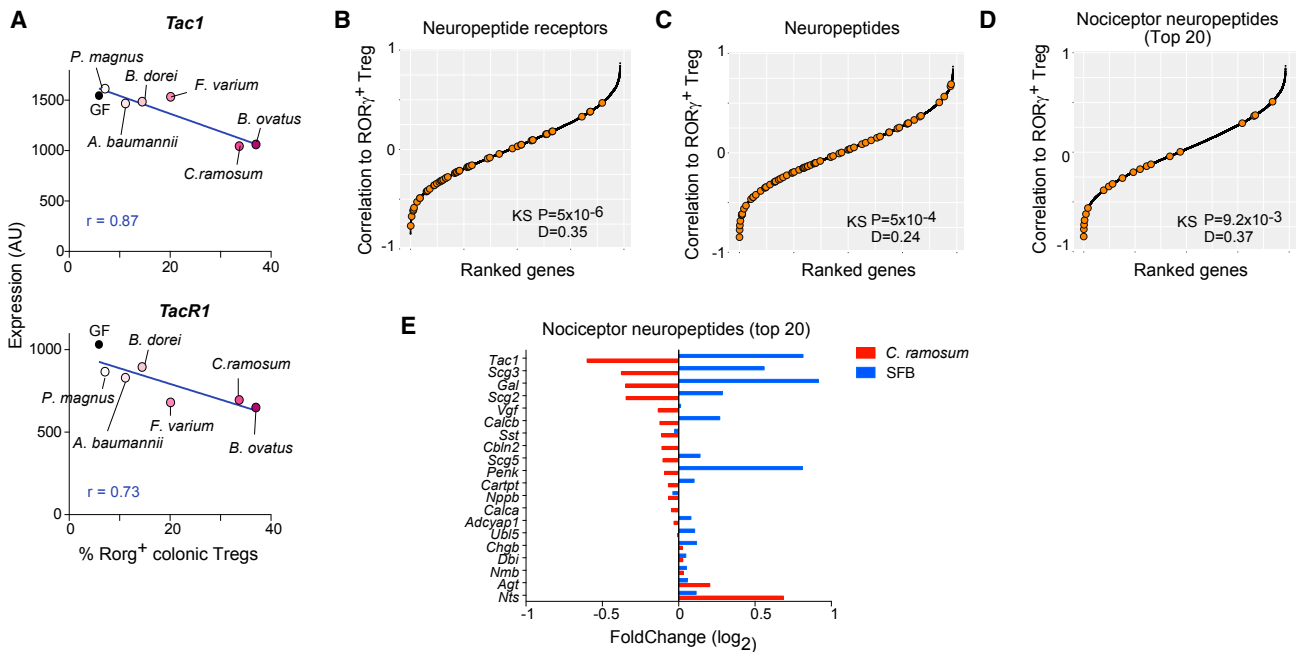 A
Tac1
P. magnus
B. dorei
F. varium
1500
GF
B. ovatus
A. baumannii
1000
C.ramosum
500
r = 0.87
0
0
20
40
Expression (AU)
TacR1
GF
B. dorei
1000
C.ramosum
P. magnus
F. varium
A. baumannii
B. ovatus
500
r = 0.73
0
0
20
40
% Rorg+ colonic Tregs
B
Neuropeptide receptors
Correlation to RORγ+ Treg
1
0
-1
KS P=5x10-6
D=0.35
Ranked genes
C
Neuropeptides
Correlation to RORγ+ Treg
1
0
-1
KS P=5x10-4
D=0.24
Ranked genes
D
Nociceptor neuropeptides
(Top 20)
Correlation to RORγ+ Treg
1
0
-1
KS P=9.2x10-3
D=0.37
Ranked genes
E
Nociceptor neuropeptides (top 20)
C. ramosum
SFB
Tac1
Scg3
Gal
Scg2
Vgf
Calcb
Sst
Cbln2
Scg5
Penk
Cartpt
Nppb
Calca
Adcyap1
Ubl5
Chgb
Dbi
Nmb
Agt
Nts
-1
-0.5
0
0.5
1
FoldChange (log2)